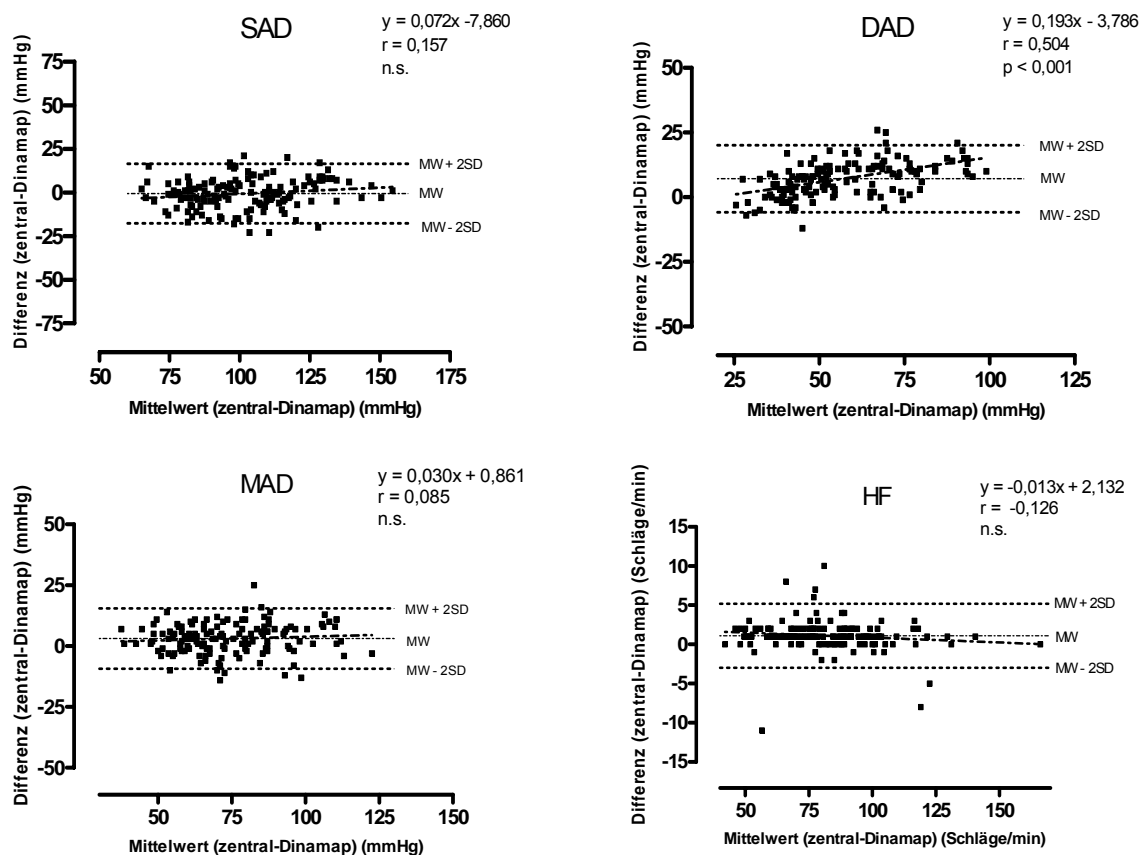 SAD
y = 0,072x -7,860
r = 0,157
n.s.
Differenz (zentral-Dinamap) (mmHg)
75
50
25
0
-25
-50
-75
MW + 2SD
MW
MW - 2SD
50 75 100 125 150 175
Mittelwert (zentral-Dinamap) (mmHg)
DAD
y = 0,193x - 3,786
r = 0,504
p < 0,001
Differenz (zentral-Dinamap) (mmHg)
50
25
0
-25
-50
MW + 2SD
MW
MW - 2SD
25 50 75 100 125
Mittelwert (zentral-Dinamap) (mmHg)
MAD
y = 0,030x + 0,861
r = 0,085
n.s.
Differenz (zentral-Dinamap) (mmHg)
50
25
0
-25
-50
MW + 2SD
MW
MW - 2SD
50 75 100 125 150
Mittelwert (zentral-Dinamap) (mmHg)
HF
y = -0,013x + 2,132
r = -0,126
n.s.
Differenz (zentral-Dinamap) (Schläge/min)
15
10
5
0
-5
-10
-15
MW + 2SD
MW
MW - 2SD
50 75 100 125 150
Mittelwert (zentral-Dinamap) (Schläge/min)